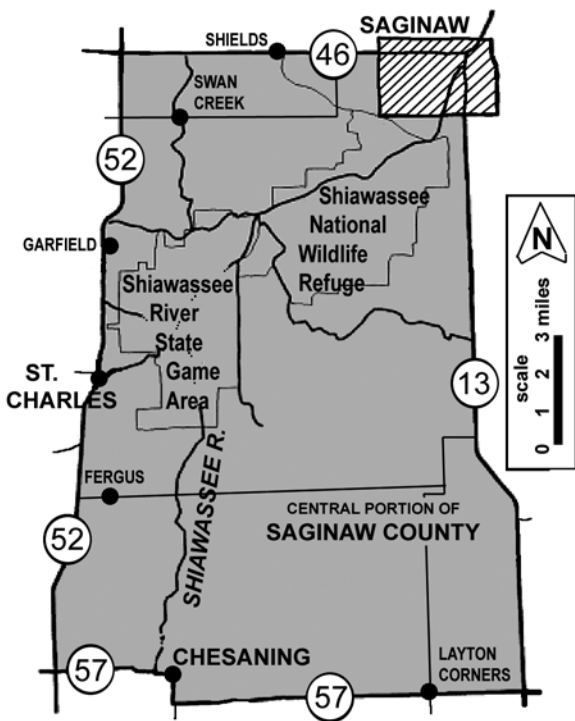 SAGINAW
SHIELDS
46
SWAN
CREEK
52
Shiawassee
National
Wildlife
Refuge
GARFIELD
N
Shiawassee
River
State
Game
Area
3 miles
2
1
0
scale
ST.
CHARLES
13
SHIAWASSEE R.
FERGUS
CENTRAL PORTION OF
SAGINAW COUNTY
52
57
CHESANING
LAYTON
CORNERS
57